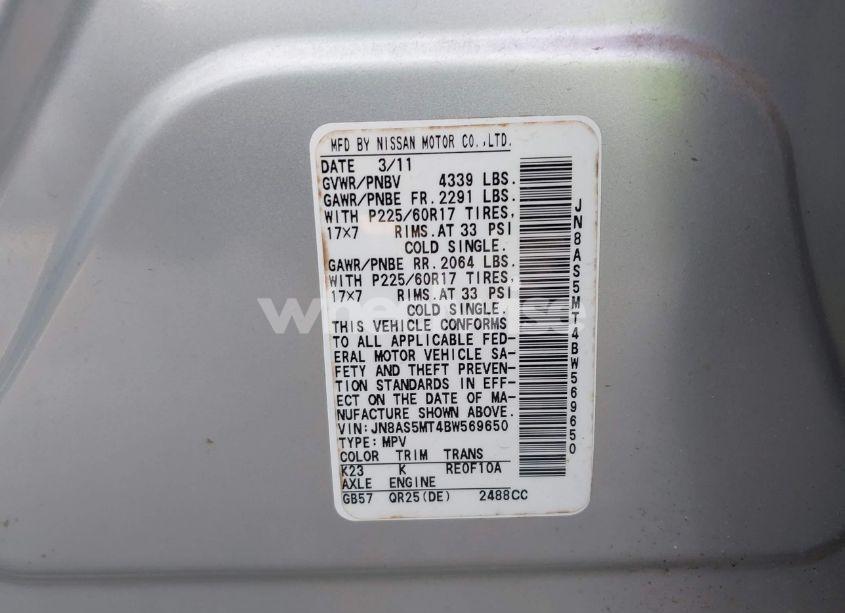 MFD BY NISSAN MOTOR CO.,LTD.
DATE 3/11
GVWR/PNBV 4339 LBS.
GAWR/PNBE FR. 2291 LBS.
WITH P225/60R17 TIRES,
17×7 RIMS.AT 33 PSI
COLD SINGLE.
GAWR/PNBE RR. 2064 LBS.
WITH P225/60R17 TIRES,
17×7 RIMS.AT 33 PSI
COLD SINGLE.
THIS VEHICLE CONFORMS
TO ALL APPLICABLE FED-
ERAL MOTOR VEHICLE SA-
FETY AND THEFT PREVEN-
TION STANDARDS IN EFF-
ECT ON THE DATE OF MA-
NUFACTURE SHOWN ABOVE.
VIN:JN8AS5MT4BW569650
TYPE:MPV
COLOR TRIM TRANS
K23 K RE0F10A
AXLE ENGINE
GB57 QR25(DE) 2488CC
JN8AS5MT4BW569650